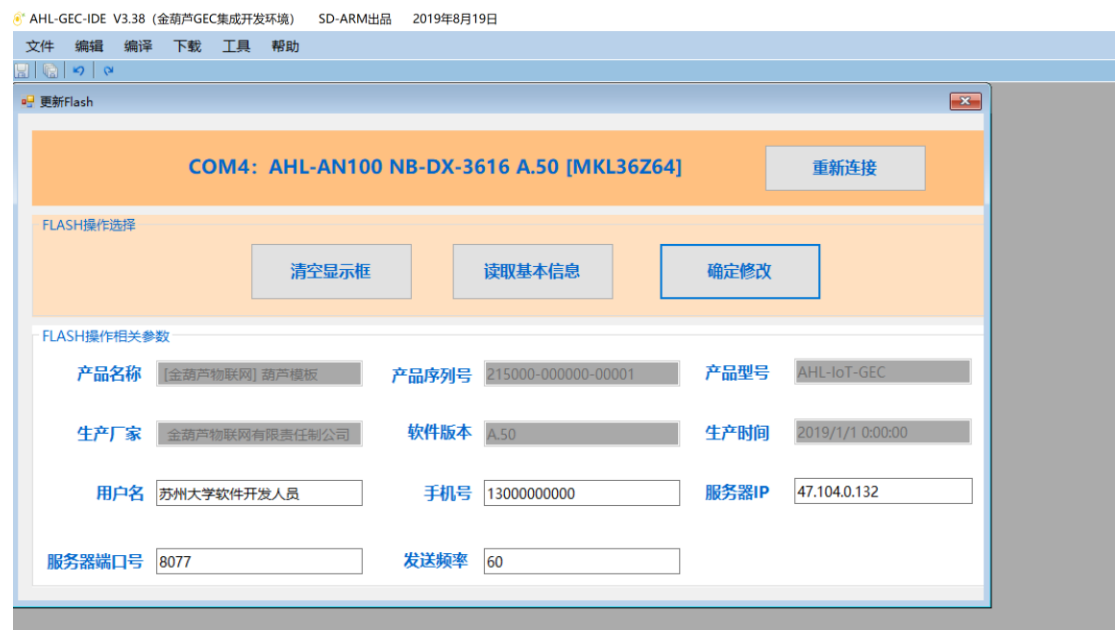 AHL-GEC-IDE V3.38 (金葫芦GEC集成开发环境) SD-ARM出品 2019年8月19日
文件 编辑 编译 下载 工具 帮助
更新Flash
COM4: AHL-AN100 NB-DX-3616 A.50 [MKL36Z64]
重新连接
FLASH操作选择
清空显示框 读取基本信息 确定修改
FLASH操作相关参数
产品名称 [金葫芦物联网] 葫芦模板 产品序列号 215000-000000-00001 产品型号 AHL-IoT-GEC
生产厂家 金葫芦物联网有限责任制公司 软件版本 A.50 生产时间 2019/1/1 0:00:00
用户名 苏州大学软件开发人员 手机号 13000000000 服务器IP 47.104.0.132
服务器端口号 8077 发送频率 60